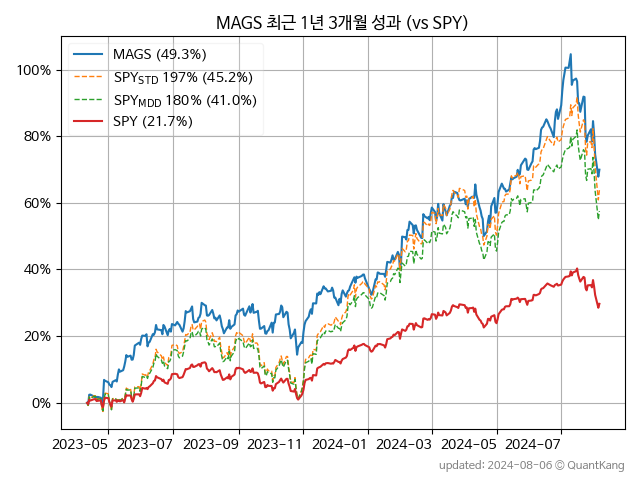 MAGS 최근 1년 3개월 성과 (vs SPY)
MAGS (49.3%)
SPYSTD 197% (45.2%)
SPYMDD 180% (41.0%)
SPY (21.7%)
100%
80%
60%
40%
20%
0%
2023-05 2023-07 2023-09 2023-11 2024-01 2024-03 2024-05 2024-07
updated: 2024-08-06 © QuantKang